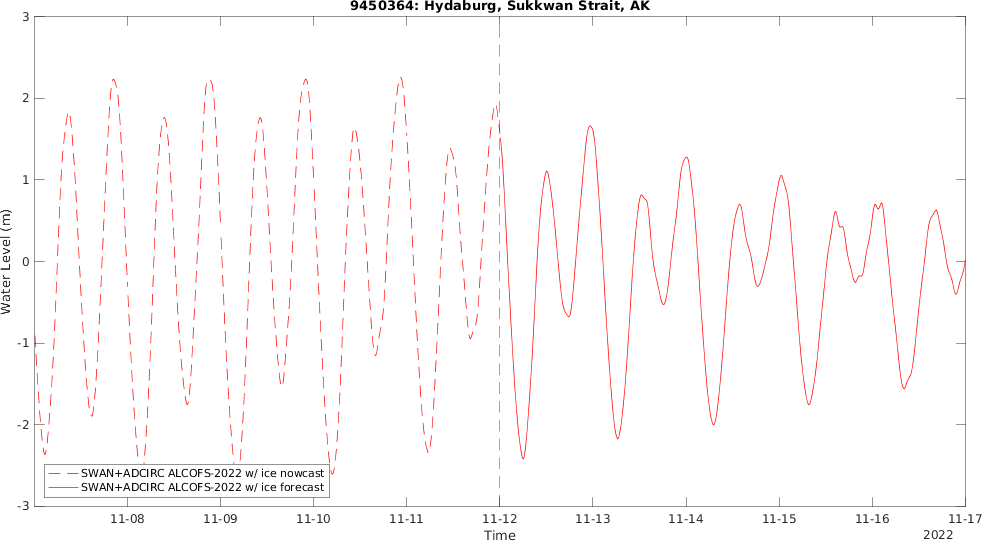 9450364: Hydaburg, Sukkwan Strait, AK
3
2
1
0
-1
-2
-3
Water Level (m)
SWAN+ADCIRC ALCOFS-2022 w/ ice nowcast
SWAN+ADCIRC ALCOFS-2022 w/ ice forecast
11-08 11-09 11-10 11-11 11-12 11-13 11-14 11-15 11-16 11-17
Time
2022